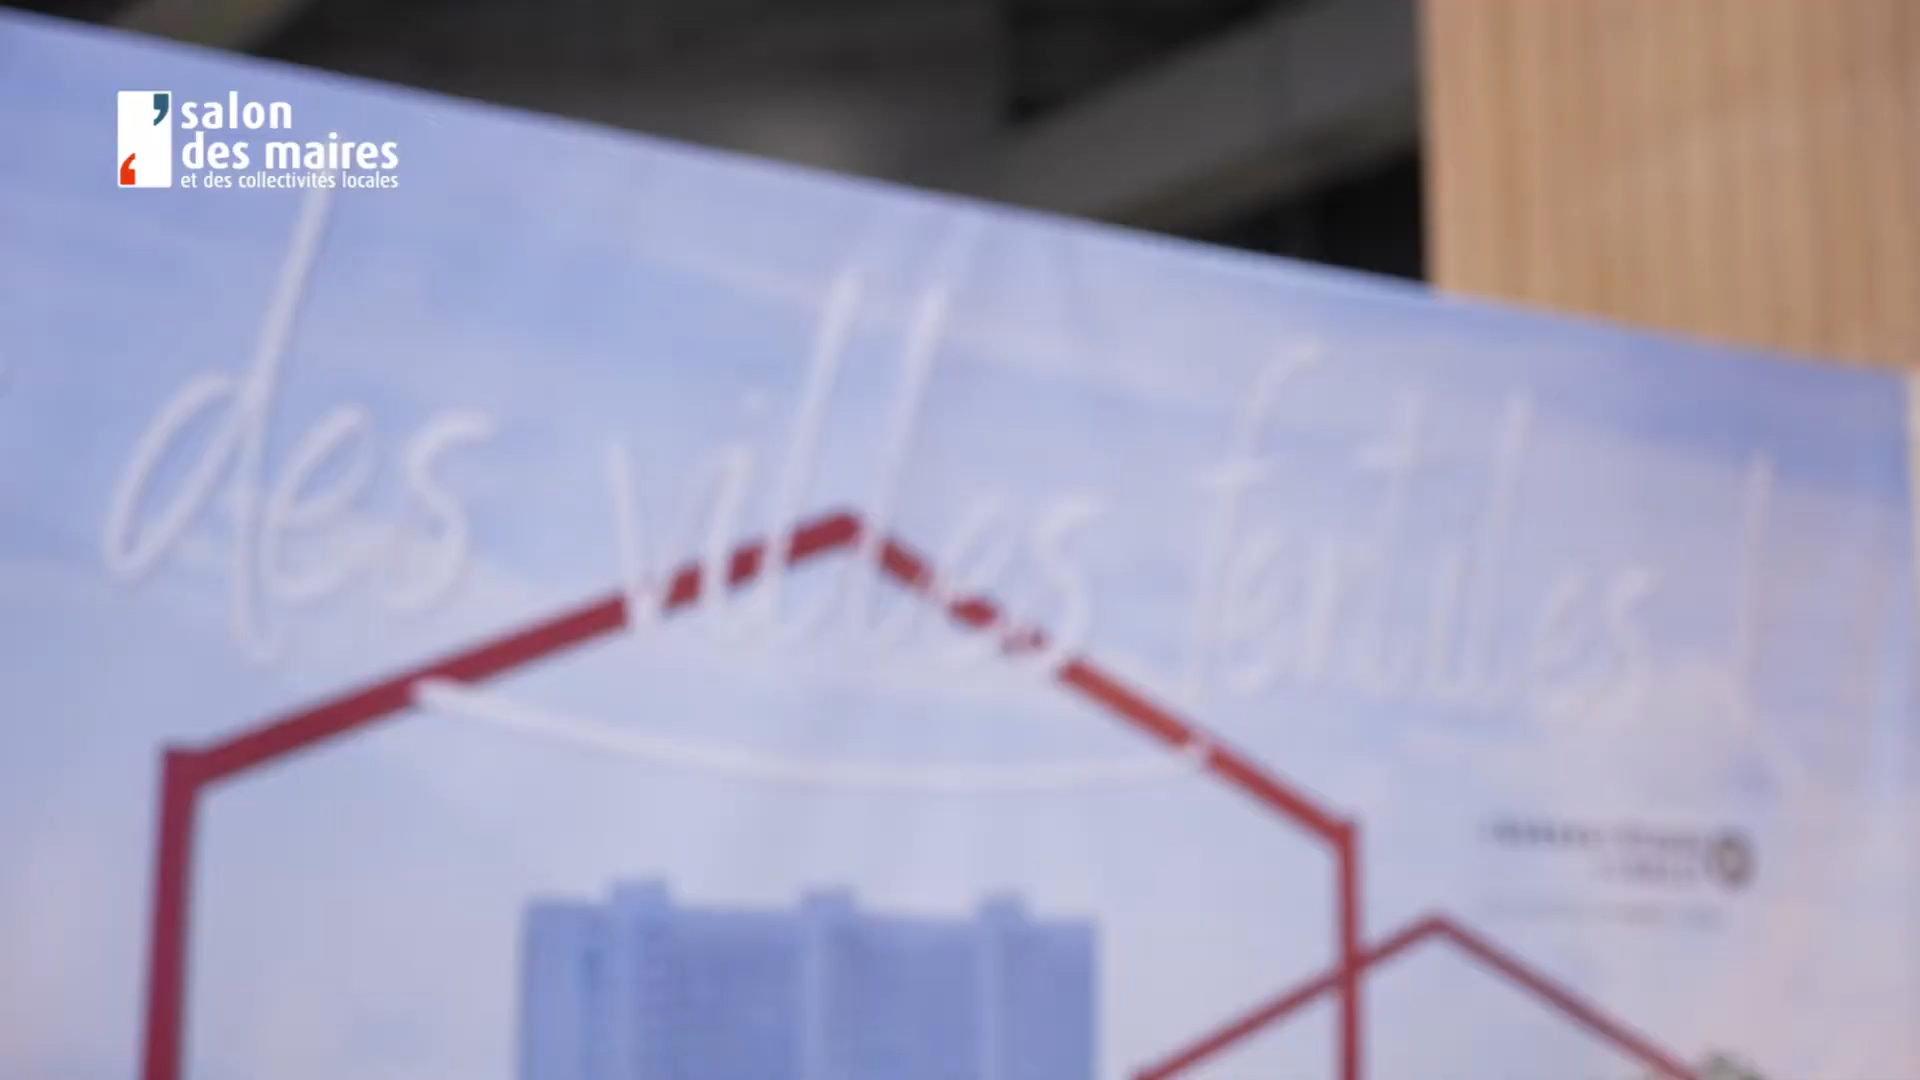 salon
des maires
et des collectivités locales
des villes fertiles !